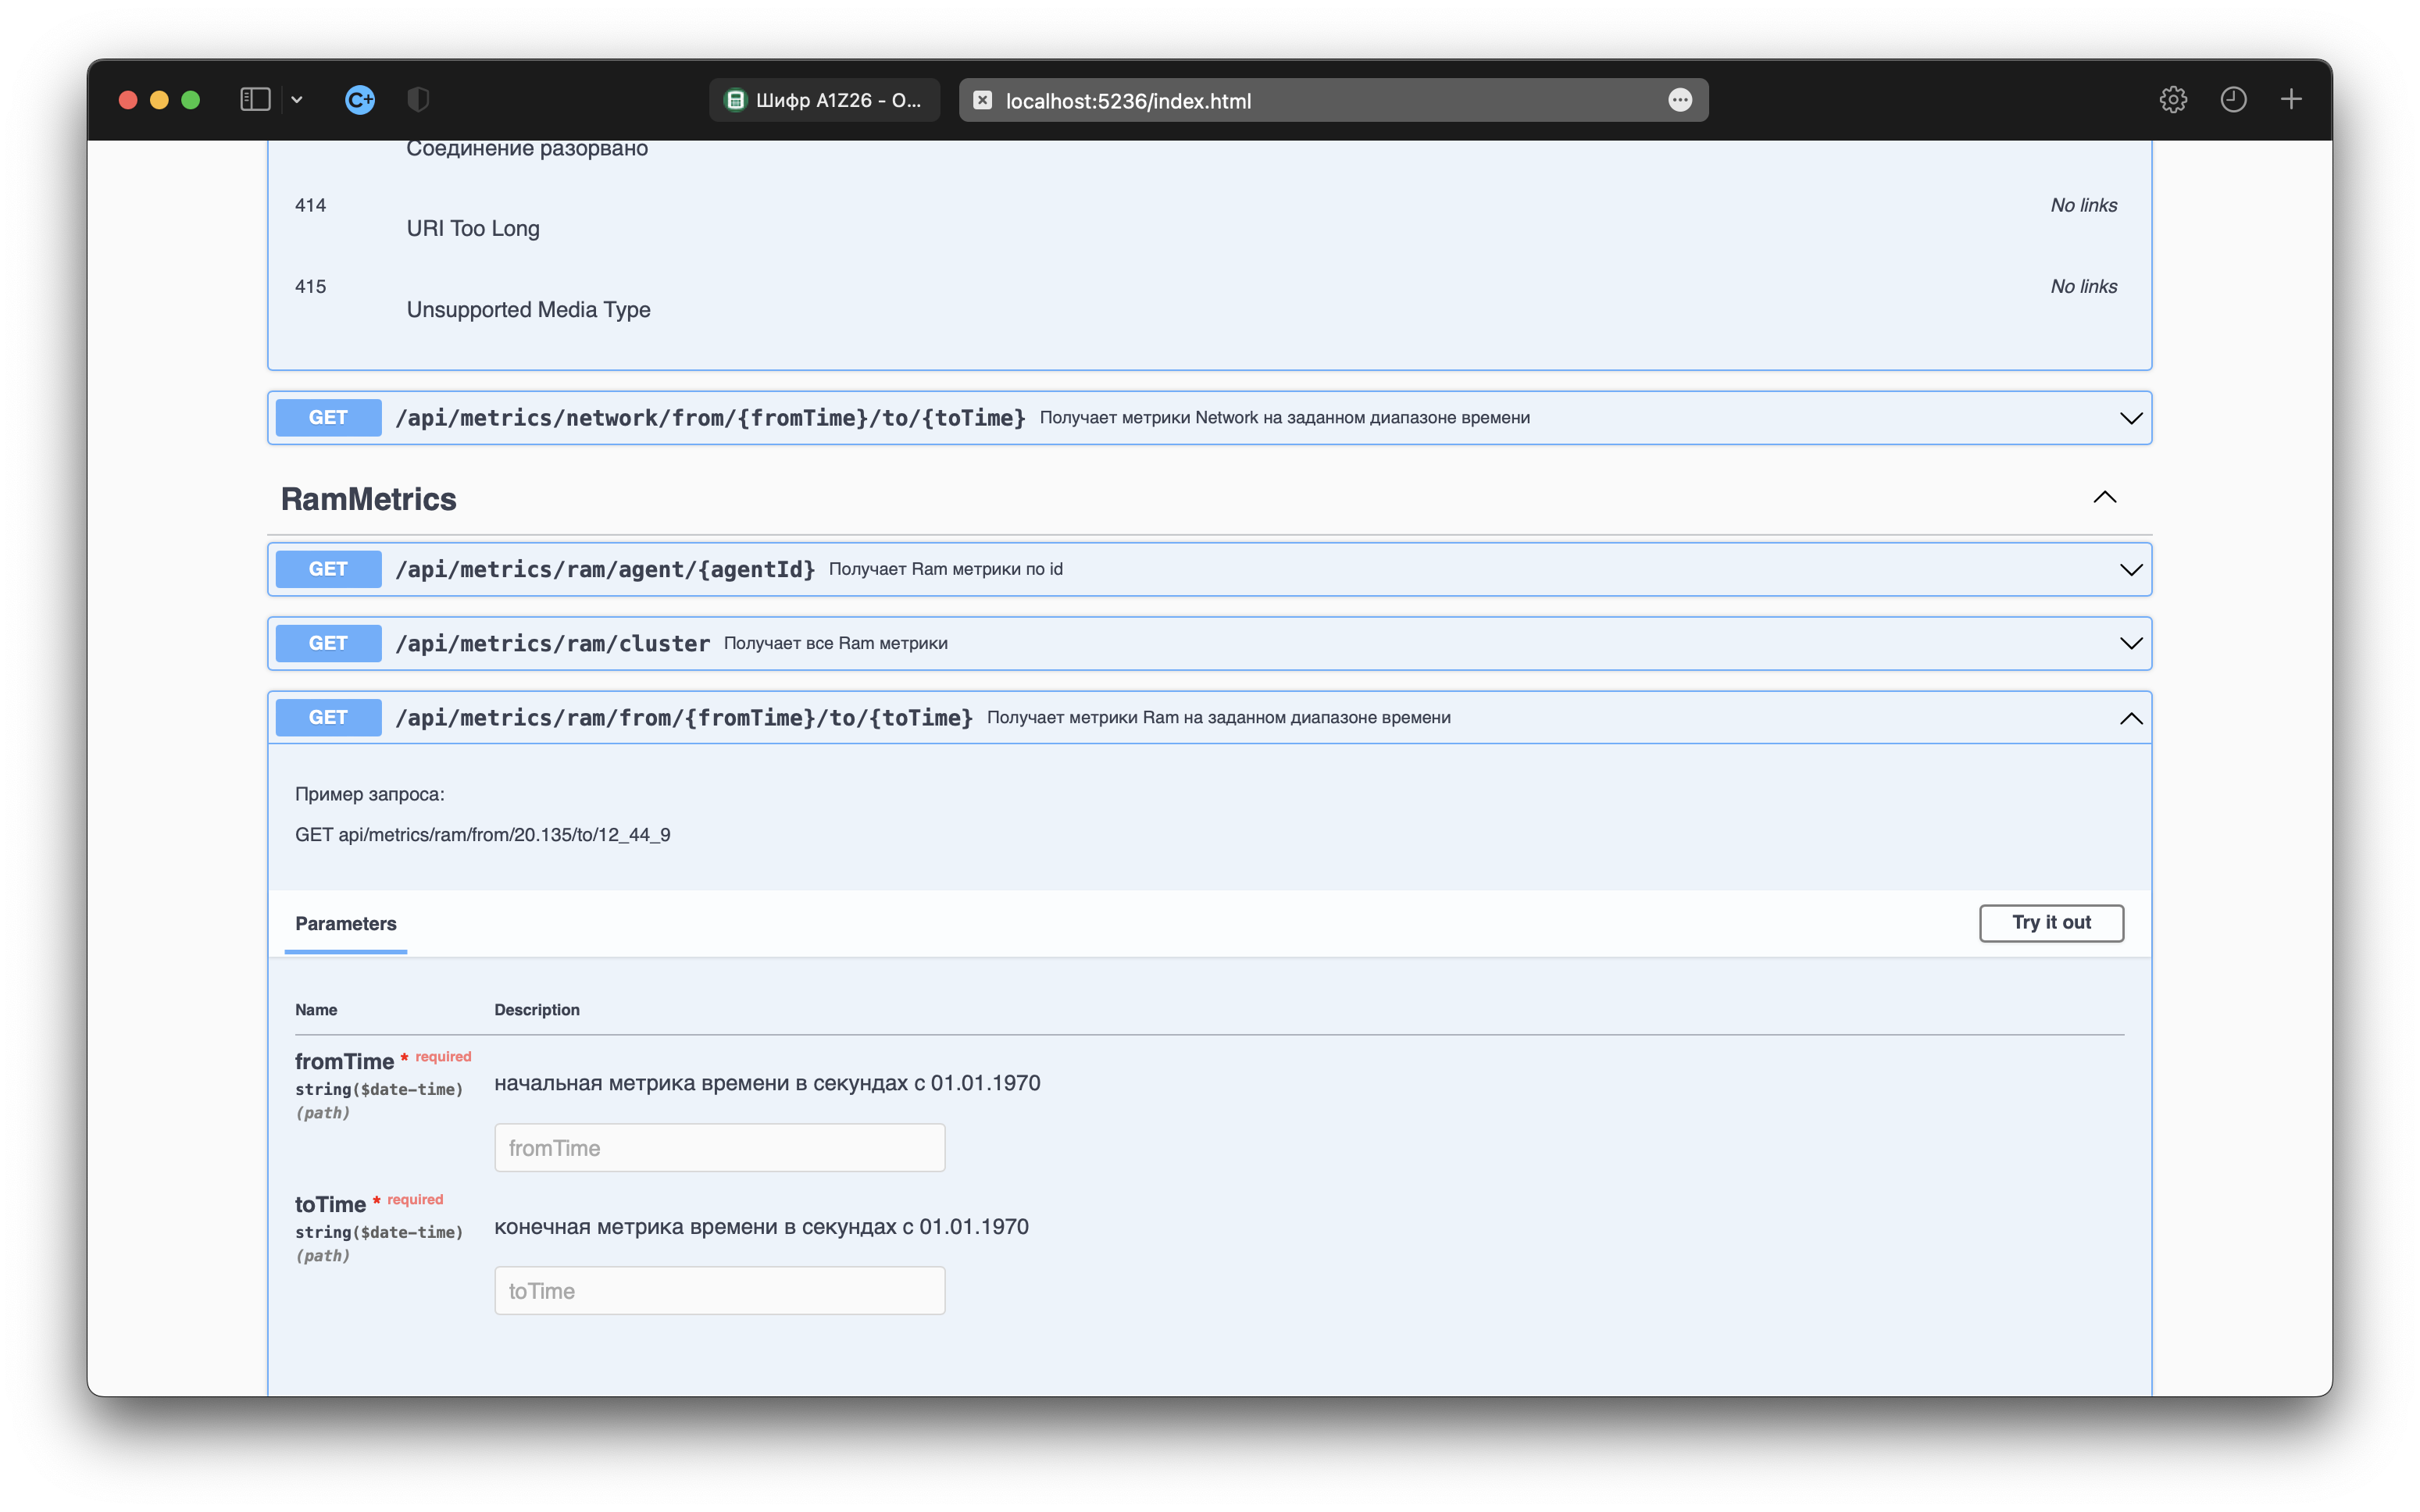 Шифр A1Z26 - О...
localhost:5236/index.html
Соединение разорвано
414
No links
URI Too Long
415
No links
Unsupported Media Type
GET /api/metrics/network/from/{fromTime}/to/{toTime} Получает метрики Network на заданном диапазоне времени
RamMetrics
GET /api/metrics/ram/agent/{agentId} Получает Ram метрики по id
GET /api/metrics/ram/cluster Получает все Ram метрики
GET /api/metrics/ram/from/{fromTime}/to/{toTime} Получает метрики Ram на заданном диапазоне времени
Пример запроса:
GET api/metrics/ram/from/20.135/to/12_44_9
Parameters
Try it out
Name Description
fromTime * required
string($date-time)
(path)
начальная метрика времени в секундах с 01.01.1970
fromTime
toTime * required
string($date-time)
(path)
конечная метрика времени в секундах с 01.01.1970
toTime